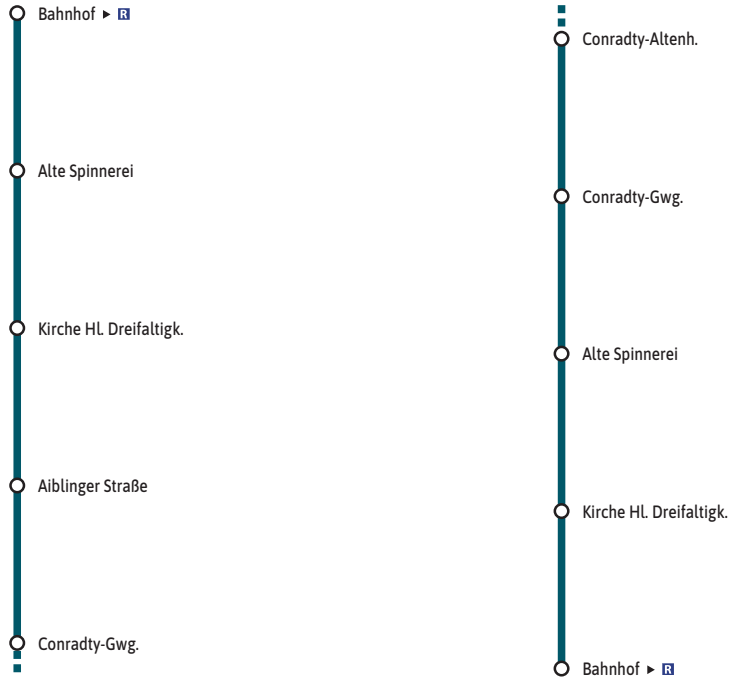 Bahnhof ▸ R
Alte Spinnerei
Kirche Hl. Dreifaltigk.
Aiblinger Straße
Conradty-Gwg.
Conradty-Altenh.
Conradty-Gwg.
Alte Spinnerei
Kirche Hl. Dreifaltigk.
Bahnhof ▸ R